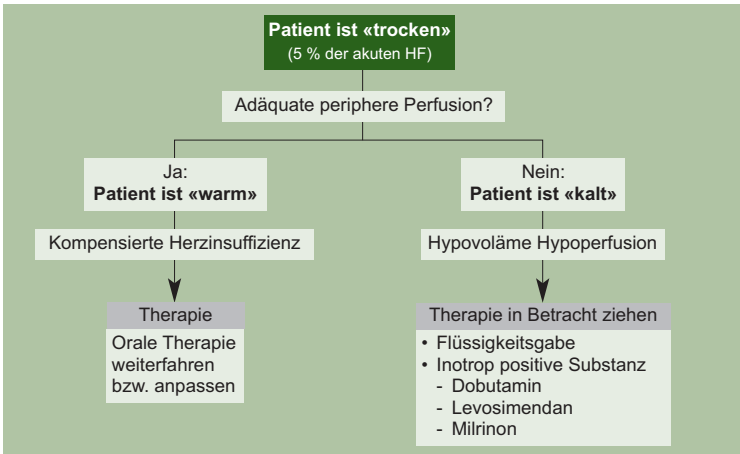 Patient ist «trocken»
(5 % der akuten HF)
Adäquate periphere Perfusion?
Ja:
Patient ist «warm»
Nein:
Patient ist «kalt»
Kompensierte Herzinsuffizienz
Hypovoläme Hypoperfusion
Therapie
Orale Therapie
weiterfahren
bzw. anpassen
Therapie in Betracht ziehen
• Flüssigkeitsgabe
• Inotrop positive Substanz
- Dobutamin
- Levosimendan
- Milrinon